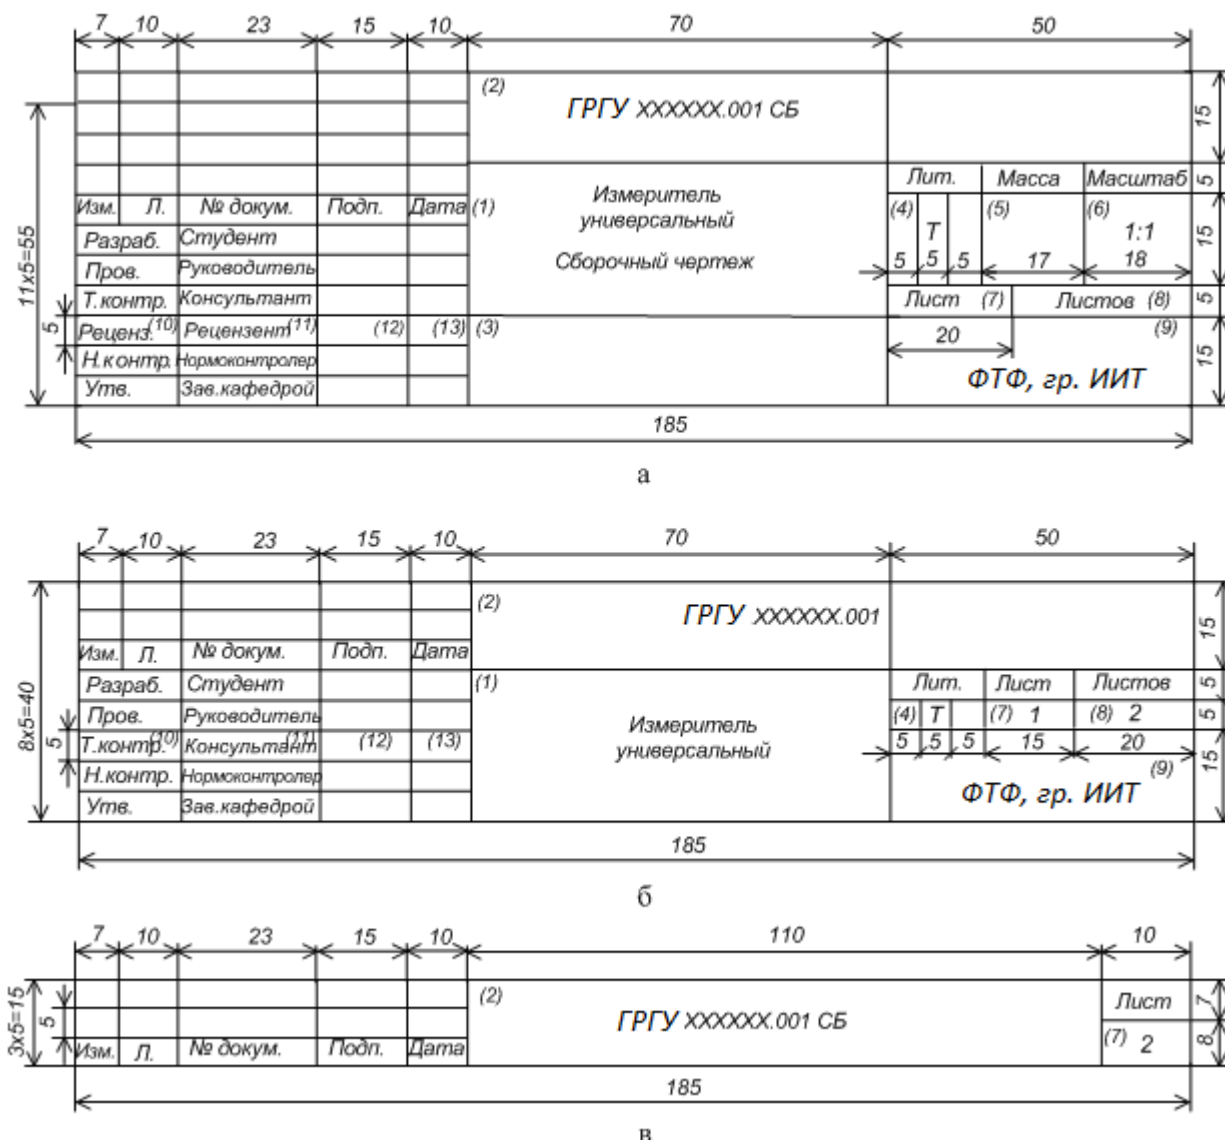 7 10 23 15 10 70 50
(2)
ГРГУ XXXXXX.001 СБ
15
Лит. Масса Масштаб 5
Изм. Л. № докум. Подп. Дата (1) Измеритель
универсальный
Сборочный чертеж
(4) Т (5) (6) 1:1 15
5 5 5 17 18
11x5=55
Разраб. Студент
Пров. Руководитель
Т.контр. Консультант
Лист (7) Листов (8) 5
5 Реценз. (10) Рецензент (11) (12) (13) (3) (9)
20
Н.контр. Нормоконтролер
ФТФ, гр. ИИТ 15
Утв. Зав.кафедрой
185
а
7 10 23 15 10 70 50
(2) ГРГУ XXXXXX.001
15
Изм. Л. № докум. Подп. Дата
8x5=40
Разраб. Студент (1) Лит. Лист Листов 5
Пров. Руководитель Измеритель (4) Т (7) 1 (8) 2 5
5 Т.контр. (10) Консультант (11) (12) (13) универсальный 5 5 5 15 20
Н.контр. Нормоконтролер (9)
ФТФ, гр. ИИТ 15
Утв. Зав.кафедрой
185
б
7 10 23 15 10 110 10
3x5=15
5
(2) ГРГУ XXXXXX.001 СБ
Лист 7
Изм. Л. № докум. Подп. Дата (7) 2 8
185
в